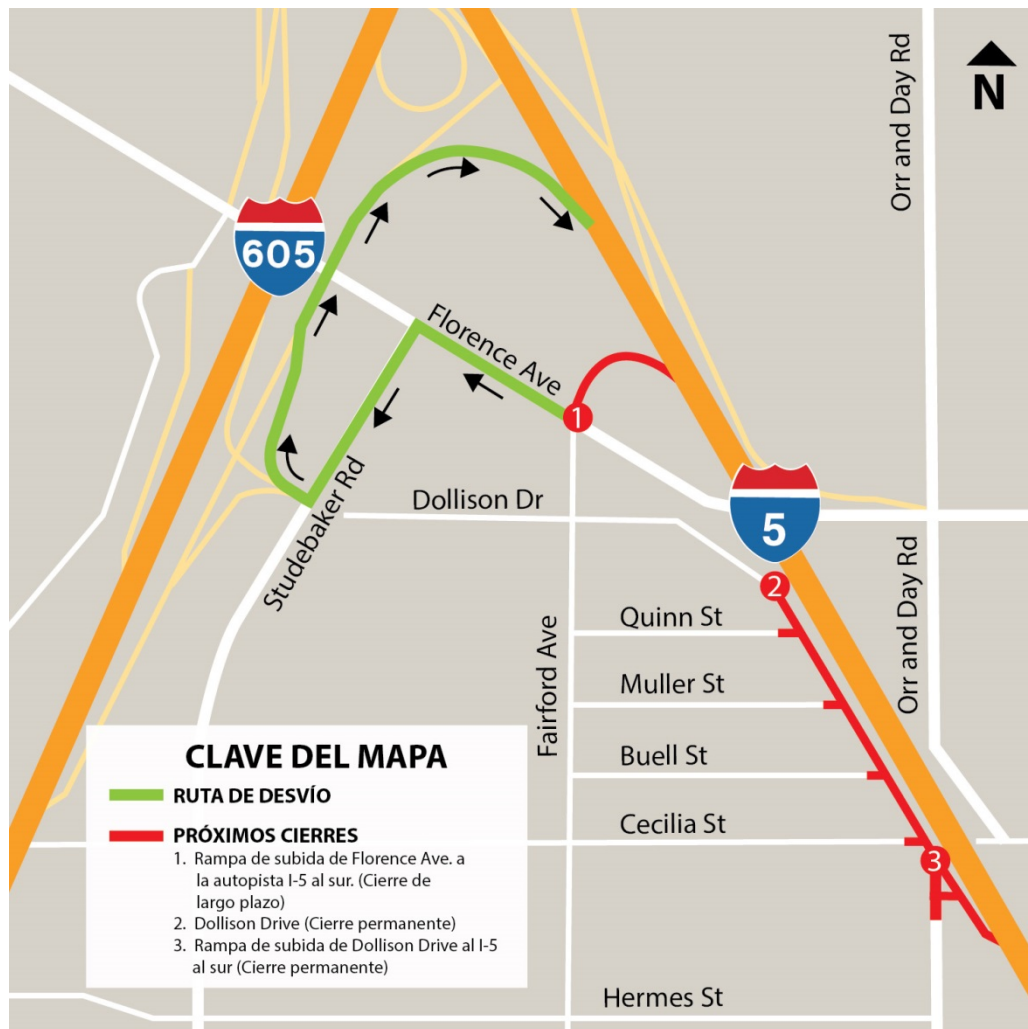 Orr and Day Rd
N
605
Florence Ave
1
Studebaker Rd
Dollison Dr
5
2
Quinn St
Orr and Day Rd
Muller St
Fairford Ave
Buell St
Cecilia St
3
Hermes St
CLAVE DEL MAPA
RUTA DE DESVÍO
PRÓXIMOS CIERRES
1. Rampa de subida de Florence Ave. a
la autopista I-5 al sur. (Cierre de
largo plazo)
2. Dollison Drive (Cierre permanente)
3. Rampa de subida de Dollison Drive al I-5
al sur (Cierre permanente)